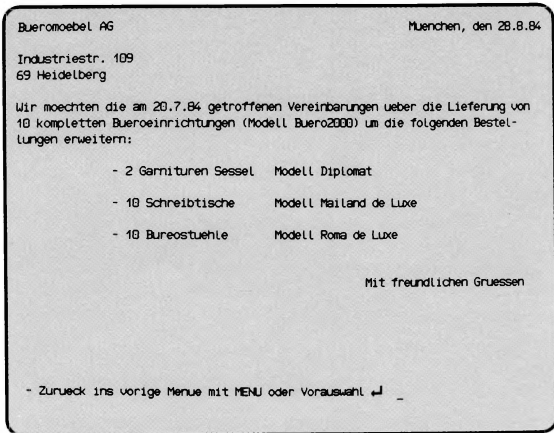 Bueromoebel AG Muenchen, den 28.8.84
Industriestr. 109
69 Heidelberg
Wir moechten die am 20.7.84 getroffenen Vereinbarungen ueber die Lieferung von
10 kompletten Bueroeinrichtungen (Modell Buero2000) um die folgenden Bestel-
lungen erweitern:
- 2 Garnituren Sessel Modell Diplomat
- 10 Schreibtische Modell Mailand de Luxe
- 10 Bureostuehle Modell Roma de Luxe
Mit freundlichen Gruessen
- Zurueck ins vorige Menue mit MENU oder Vorauswahl ↵ _